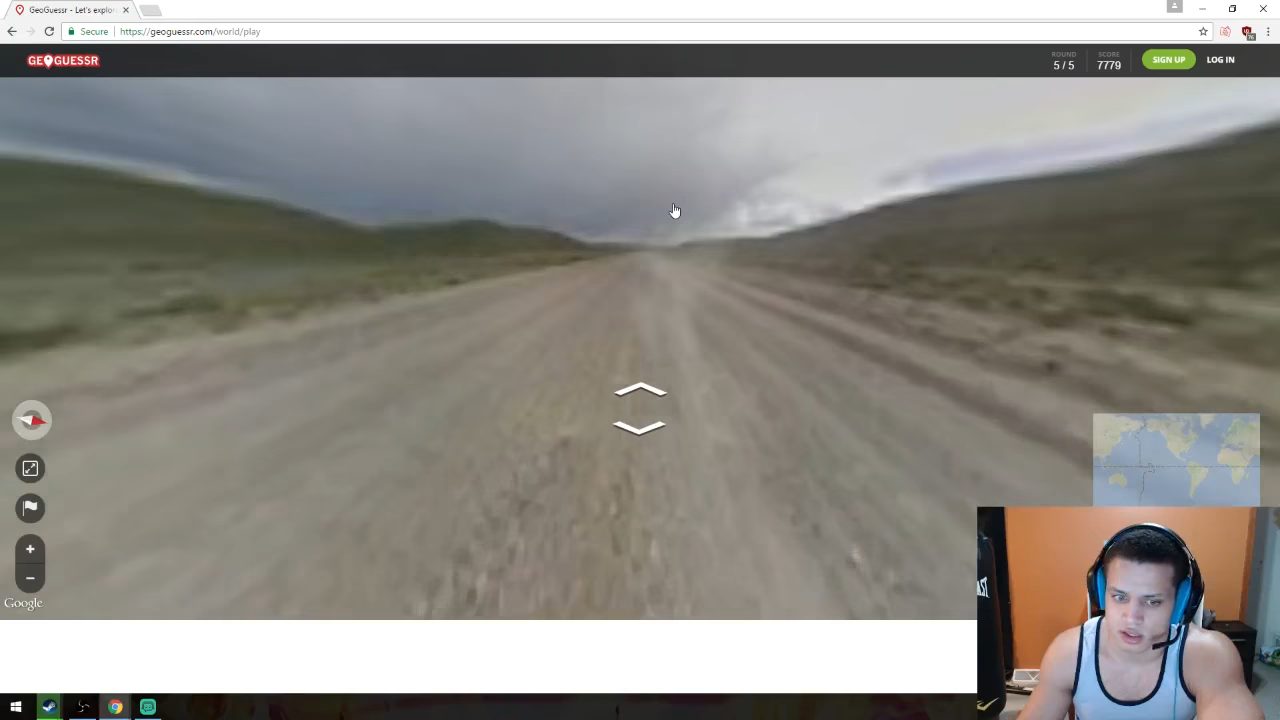 GeoGuessr - Let's explor
Secure
https://geoguessr.com/world/play
GEOGUESSR
ROUND
5 / 5
SCORE
7779
SIGN UP
LOG IN
Google